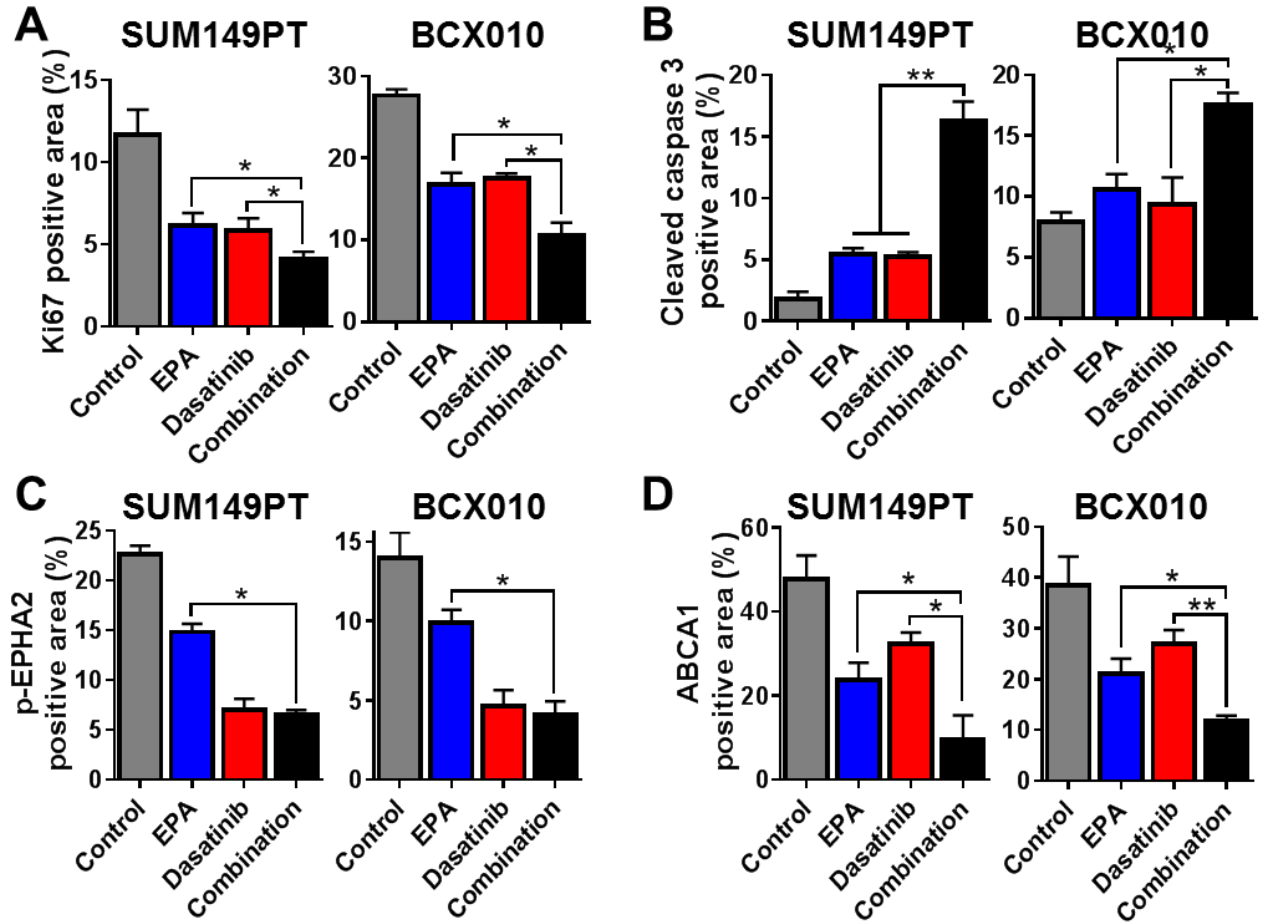 A
SUM149PT
BCX010
Ki67 positive area (%)
15
10
5
0
*
*
Control
EPA
Dasatinib
Combination
30
20
10
0
*
*
Control
EPA
Dasatinib
Combination
B
SUM149PT
BCX010
Cleaved caspase 3
positive area (%)
20
15
10
5
0
**
Control
EPA
Dasatinib
Combination
20
15
10
5
0
*
*
Control
EPA
Dasatinib
Combination
C
SUM149PT
BCX010
p-EPHA2
positive area (%)
25
20
15
10
5
0
*
Control
EPA
Dasatinib
Combination
15
10
5
0
*
Control
EPA
Dasatinib
Combination
D
SUM149PT
BCX010
ABCA1
positive area (%)
60
40
20
0
*
*
Control
EPA
Dasatinib
Combination
50
40
30
20
10
0
*
**
Control
EPA
Dasatinib
Combination